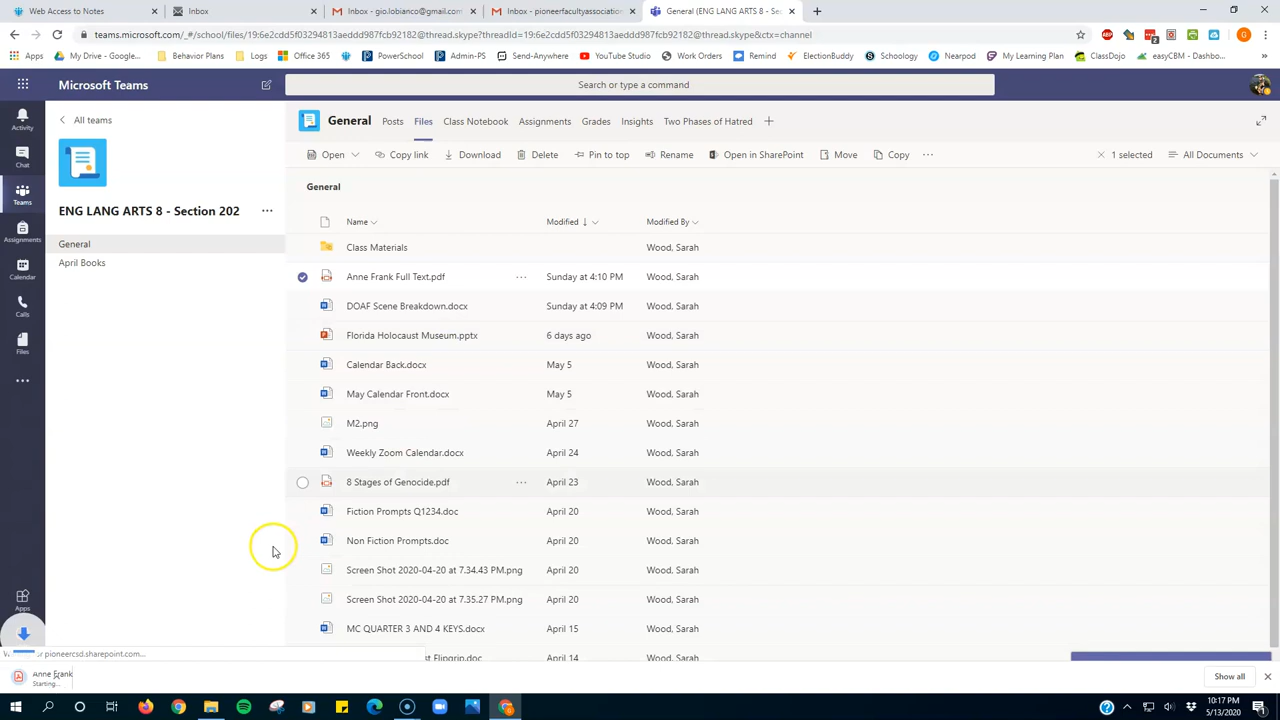 Web Access to Notes
Inbox
Inbox - gio.lobianco@gmail.com
Inbox - pioneerfacultyassociation
General (ENG LANG ARTS 8 - Sec
teams.microsoft.com/_#/school/files/19:6e2cdd5f03294813aeddd987fcb92182@thread.skype?threadId=19:6e2cdd5f03294813aeddd987fcb92182@thread.skype&ctx=channel
Apps
My Drive - Google...
Behavior Plans
Logs
Office 365
PowerSchool
Admin-PS
Send-Anywhere
YouTube Studio
Work Orders
Remind
ElectionBuddy
Schoology
Nearpod
My Learning Plan
ClassDojo
easyCBM - Dashbo...
Microsoft Teams
Search or type a command
Activity
Chat
Teams
Assignments
Calendar
Calls
Files
Apps
All teams
ENG LANG ARTS 8 - Section 202
General
April Books
General
Posts
Files
Class Notebook
Assignments
Grades
Insights
Two Phases of Hatred
Open
Copy link
Download
Delete
Pin to top
Rename
Open in SharePoint
Move
Copy
1 selected
All Documents
General
Name
Modified
Modified By
Class Materials
Wood, Sarah
Anne Frank Full Text.pdf
Sunday at 4:10 PM
Wood, Sarah
DOAF Scene Breakdown.docx
Sunday at 4:09 PM
Wood, Sarah
Florida Holocaust Museum.pptx
6 days ago
Wood, Sarah
Calendar Back.docx
May 5
Wood, Sarah
May Calendar Front.docx
May 5
Wood, Sarah
M2.png
April 27
Wood, Sarah
Weekly Zoom Calendar.docx
April 24
Wood, Sarah
8 Stages of Genocide.pdf
April 23
Wood, Sarah
Fiction Prompts Q1234.doc
April 20
Wood, Sarah
Non Fiction Prompts.doc
April 20
Wood, Sarah
Screen Shot 2020-04-20 at 7.34.43 PM.png
April 20
Wood, Sarah
Screen Shot 2020-04-20 at 7.35.27 PM.png
April 20
Wood, Sarah
MC QUARTER 3 AND 4 KEYS.docx
April 15
Wood, Sarah
Flipgrip.doc
April 14
Wood, Sarah
pioneercsd.sharepoint.com...
Anne Frank
Starting...
Show all
10:17 PM
5/13/2020